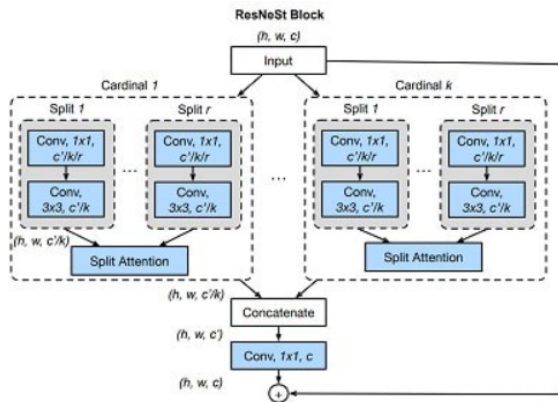 ResNeSt Block
(h, w, c)
Input
Cardinal 1
Cardinal k
Split 1
Split r
Split 1
Split r
Conv, 1x1,
c'/k/r
Conv, 1x1,
c'/k/r
Conv, 1x1,
c'/k/r
Conv, 1x1,
c'/k/r
...
...
...
Conv,
3x3, c'/k
Conv,
3x3, c'/k
Conv,
3x3, c'/k
Conv,
3x3, c'/k
(h, w, c'/k)
Split Attention
Split Attention
(h, w, c'/k)
Concatenate
(h, w, c')
Conv, 1x1, c
(h, w, c)
+